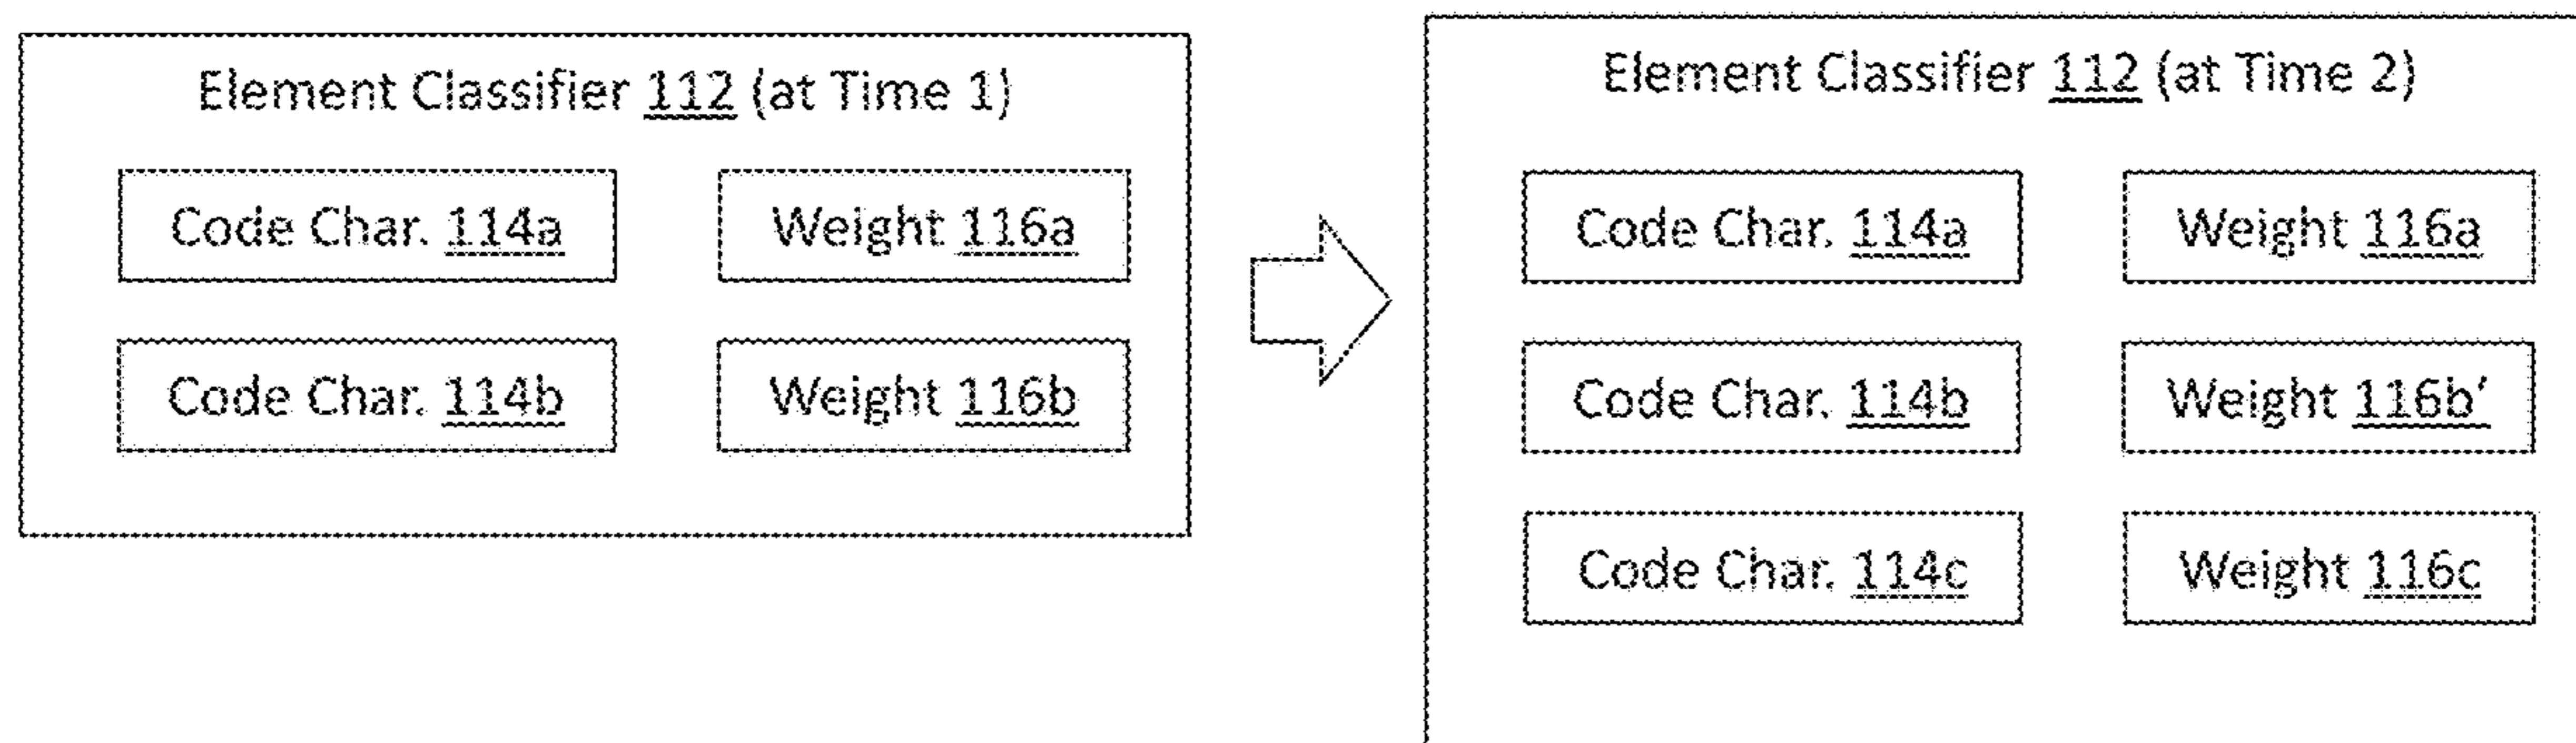 Element Classifier 112 (at Time 1)
Code Char. 114a
Weight 116a
Code Char. 114b
Weight 116b
Element Classifier 112 (at Time 2)
Code Char. 114a
Weight 116a
Code Char. 114b
Weight 116b'
Code Char. 114c
Weight 116c